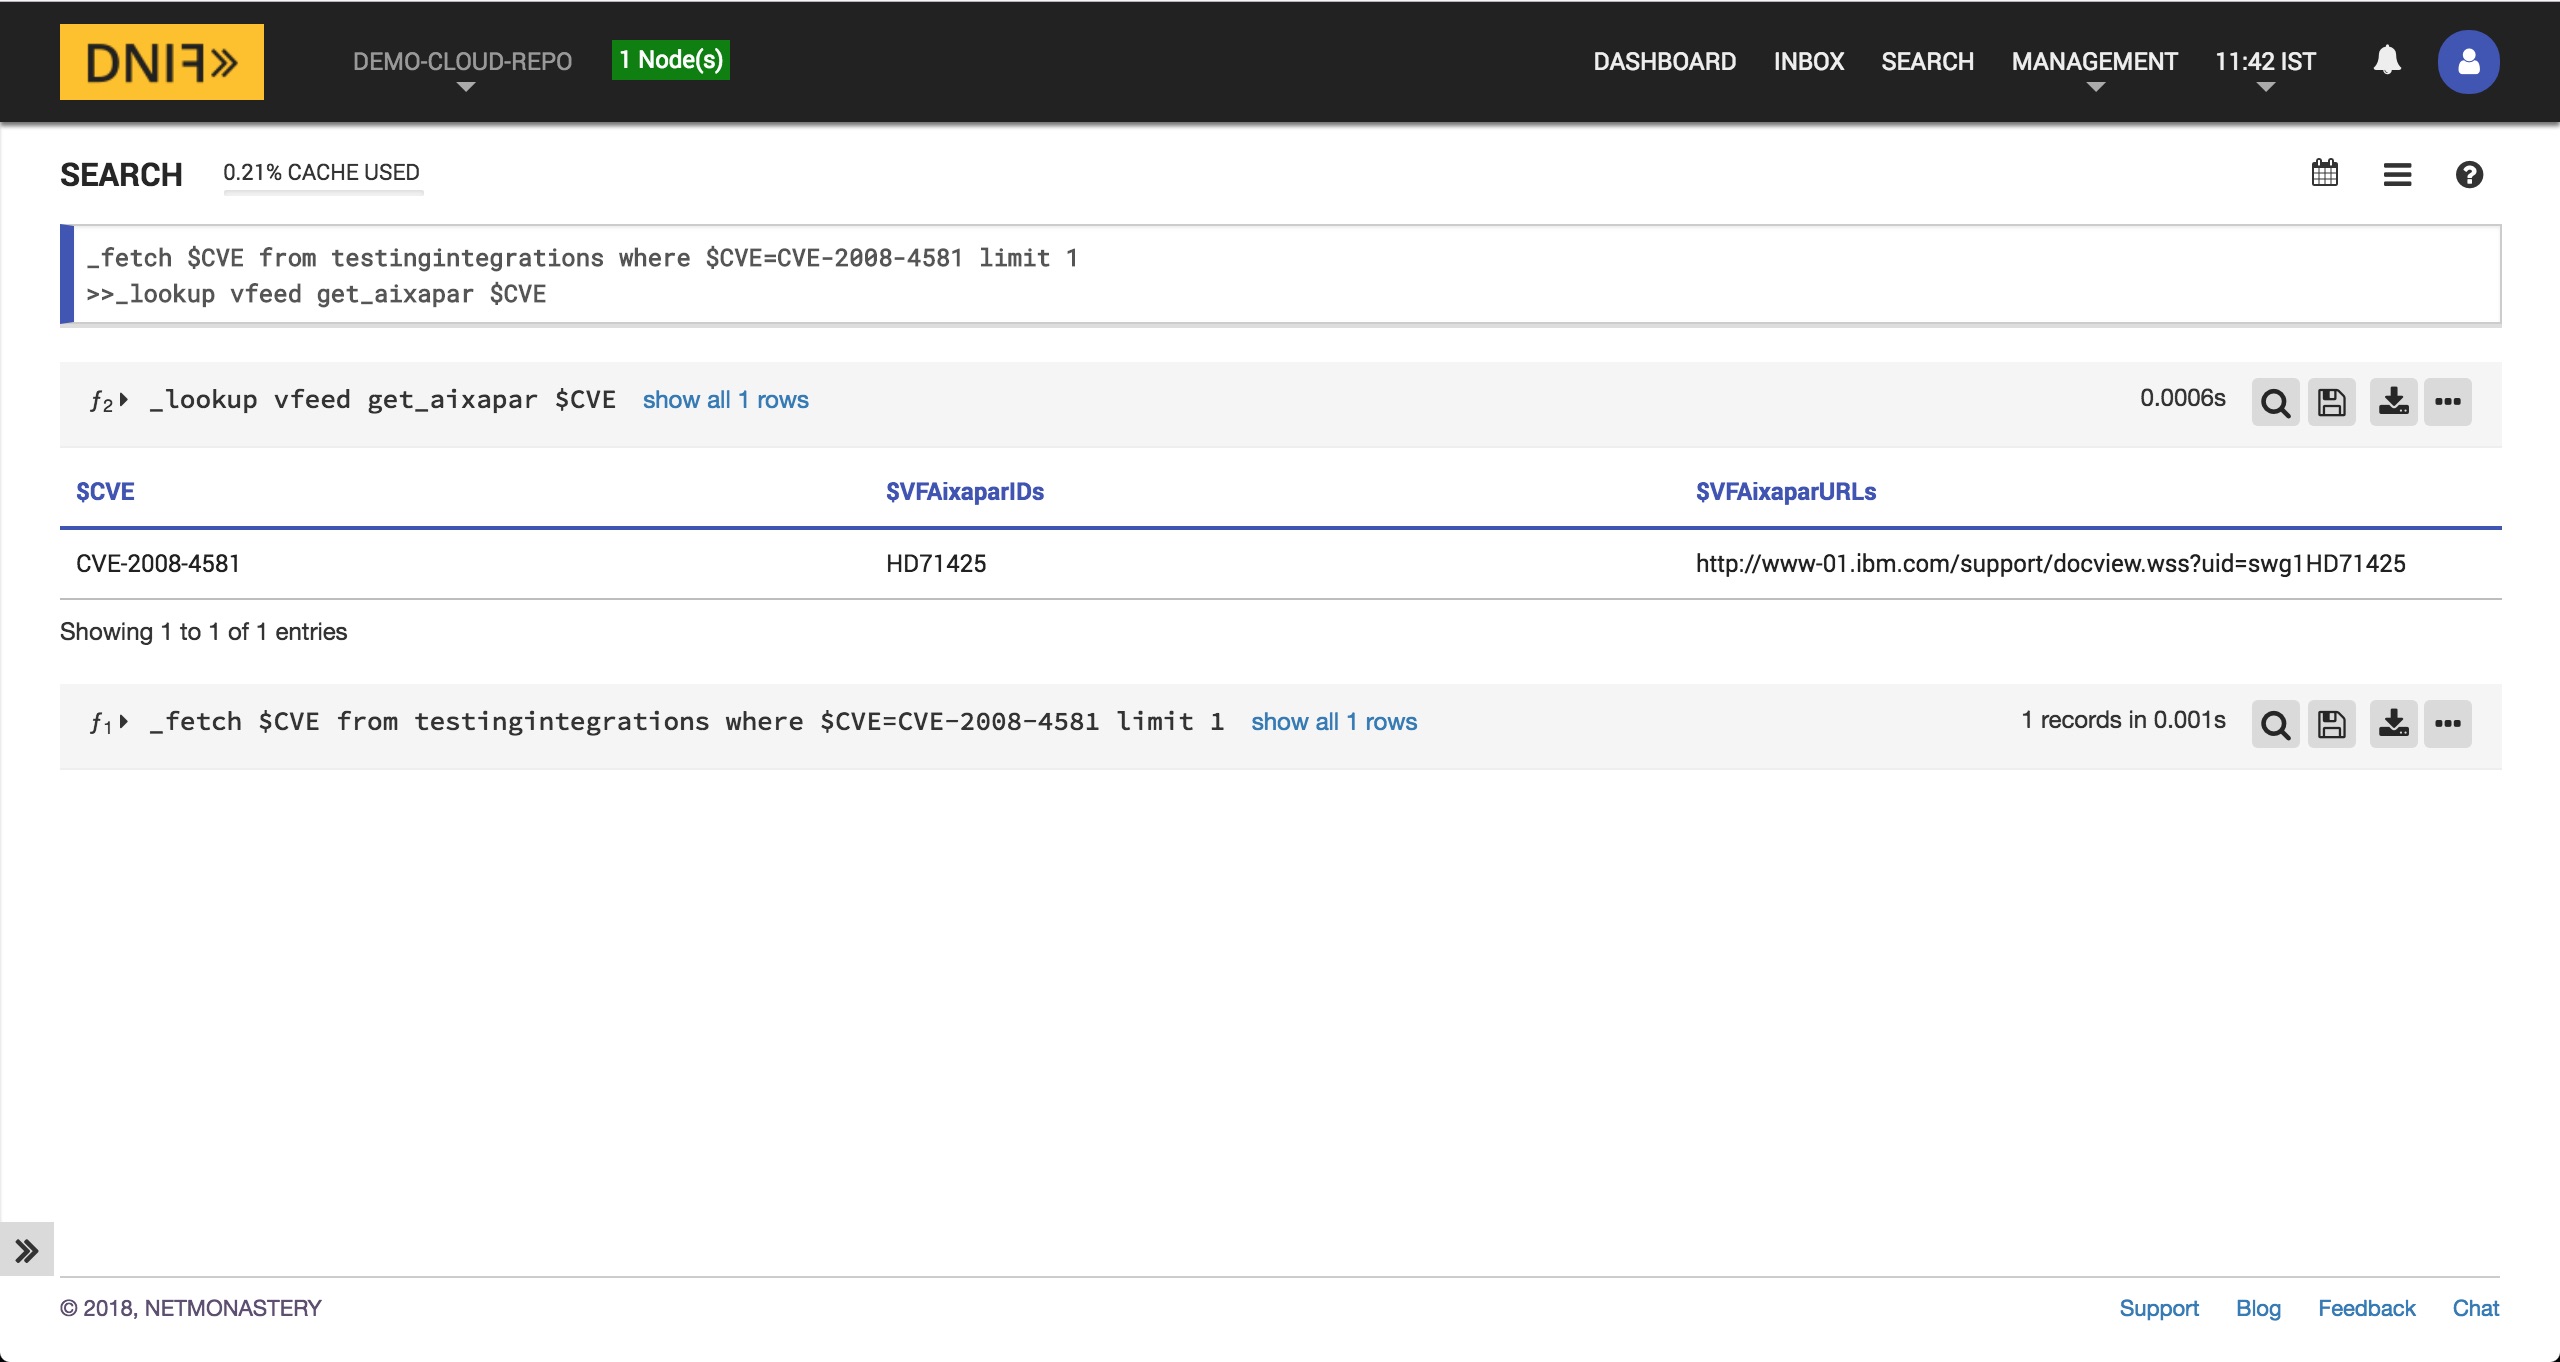 DNIF»
DEMO-CLOUD-REPO
1 Node(s)
DASHBOARD
INBOX
SEARCH
MANAGEMENT
11:42 IST
SEARCH
0.21% CACHE USED
_fetch $CVE from testingintegrations where $CVE=CVE-2008-4581 limit 1
>>_lookup vfeed get_aixapar $CVE
ƒ2 _lookup vfeed get_aixapar $CVE show all 1 rows 0.0006s
$CVE $VFAixaparIDs $VFAixaparURLs
CVE-2008-4581 HD71425 http://www-01.ibm.com/support/docview.wss?uid=swg1HD71425
Showing 1 to 1 of 1 entries
ƒ1 _fetch $CVE from testingintegrations where $CVE=CVE-2008-4581 limit 1 show all 1 rows 1 records in 0.001s
© 2018, NETMONASTERY
Support
Blog
Feedback
Chat